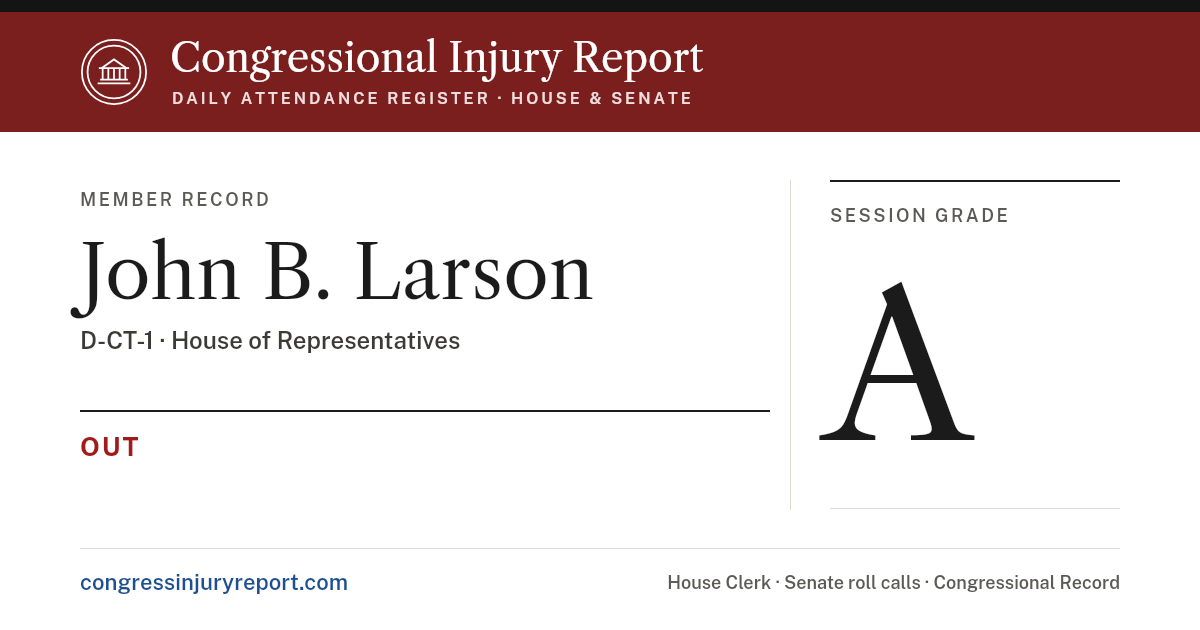 Congressional Injury Report
DAILY ATTENDANCE REGISTER · HOUSE & SENATE
MEMBER RECORD
John B. Larson
D-CT-1 · House of Representatives
OUT
SESSION GRADE
A
congressinjuryreport.com
House Clerk · Senate roll calls · Congressional Record